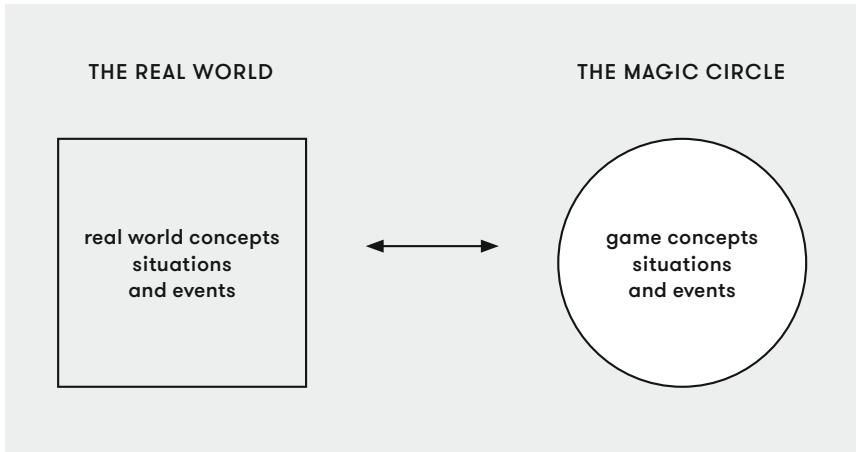 THE REAL WORLD
real world concepts
situations
and events
THE MAGIC CIRCLE
game concepts
situations
and events